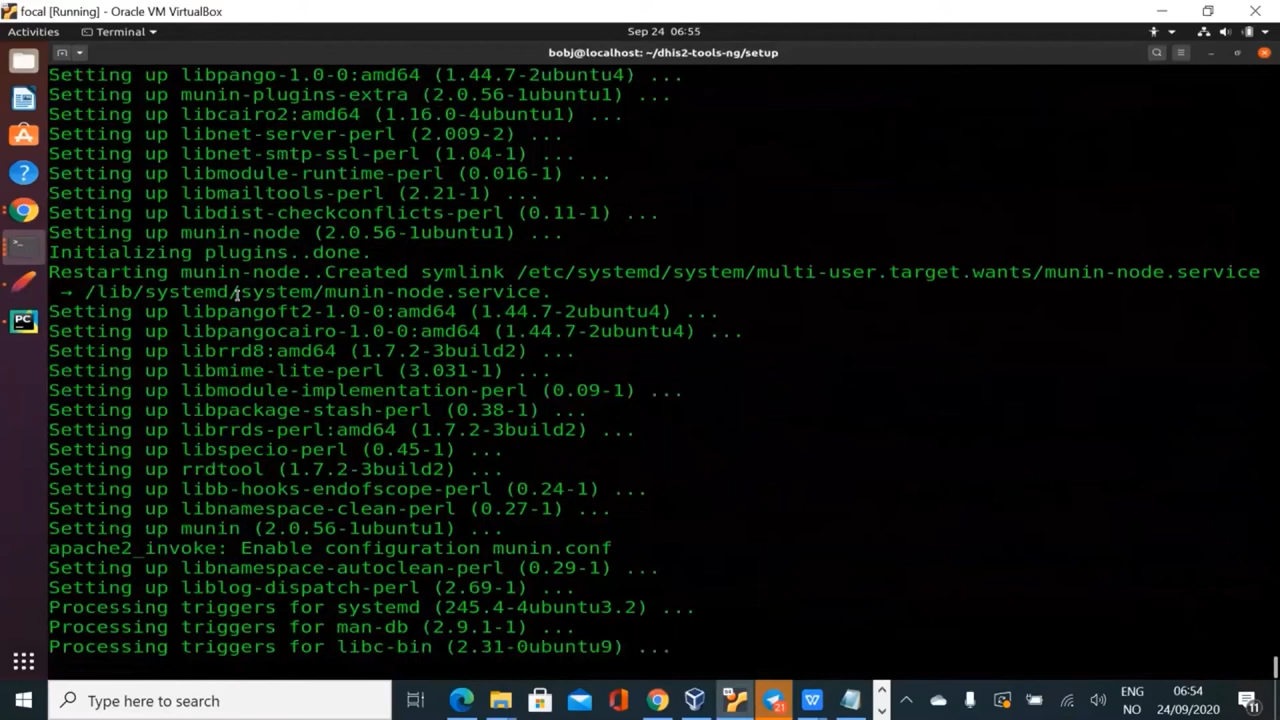 focal [Running] - Oracle VM VirtualBox
Activities
Terminal
Sep 24 06:55
bobj@localhost: ~/dhis2-tools-ng/setup
Setting up libpango-1.0-0:amd64 (1.44.7-2ubuntu4) ...
Setting up munin-plugins-extra (2.0.56-1ubuntu1) ...
Setting up libcairo2:amd64 (1.16.0-4ubuntu1) ...
Setting up libnet-server-perl (2.009-2) ...
Setting up libnet-smtp-ssl-perl (1.04-1) ...
Setting up libmodule-runtime-perl (0.016-1) ...
Setting up libmailtools-perl (2.21-1) ...
Setting up libdist-checkconflicts-perl (0.11-1) ...
Setting up munin-node (2.0.56-1ubuntu1) ...
Initializing plugins..done.
Restarting munin-node..Created symlink /etc/systemd/system/multi-user.target.wants/munin-node.service
→ /lib/systemd/system/munin-node.service.
Setting up libpangoft2-1.0-0:amd64 (1.44.7-2ubuntu4) ...
Setting up libpangocairo-1.0-0:amd64 (1.44.7-2ubuntu4) ...
Setting up librrd8:amd64 (1.7.2-3build2) ...
Setting up libmime-lite-perl (3.031-1) ...
Setting up libmodule-implementation-perl (0.09-1) ...
Setting up libpackage-stash-perl (0.38-1) ...
Setting up librrds-perl:amd64 (1.7.2-3build2) ...
Setting up libspecio-perl (0.45-1) ...
Setting up rrdtool (1.7.2-3build2) ...
Setting up libb-hooks-endofscope-perl (0.24-1) ...
Setting up libnamespace-clean-perl (0.27-1) ...
Setting up munin (2.0.56-1ubuntu1) ...
apache2_invoke: Enable configuration munin.conf
Setting up libnamespace-autoclean-perl (0.29-1) ...
Setting up liblog-dispatch-perl (2.69-1) ...
Processing triggers for systemd (245.4-4ubuntu3.2) ...
Processing triggers for man-db (2.9.1-1) ...
Processing triggers for libc-bin (2.31-0ubuntu9) ...
PC
Type here to search
21
W
ENG
NO
06:54
24/09/2020
11